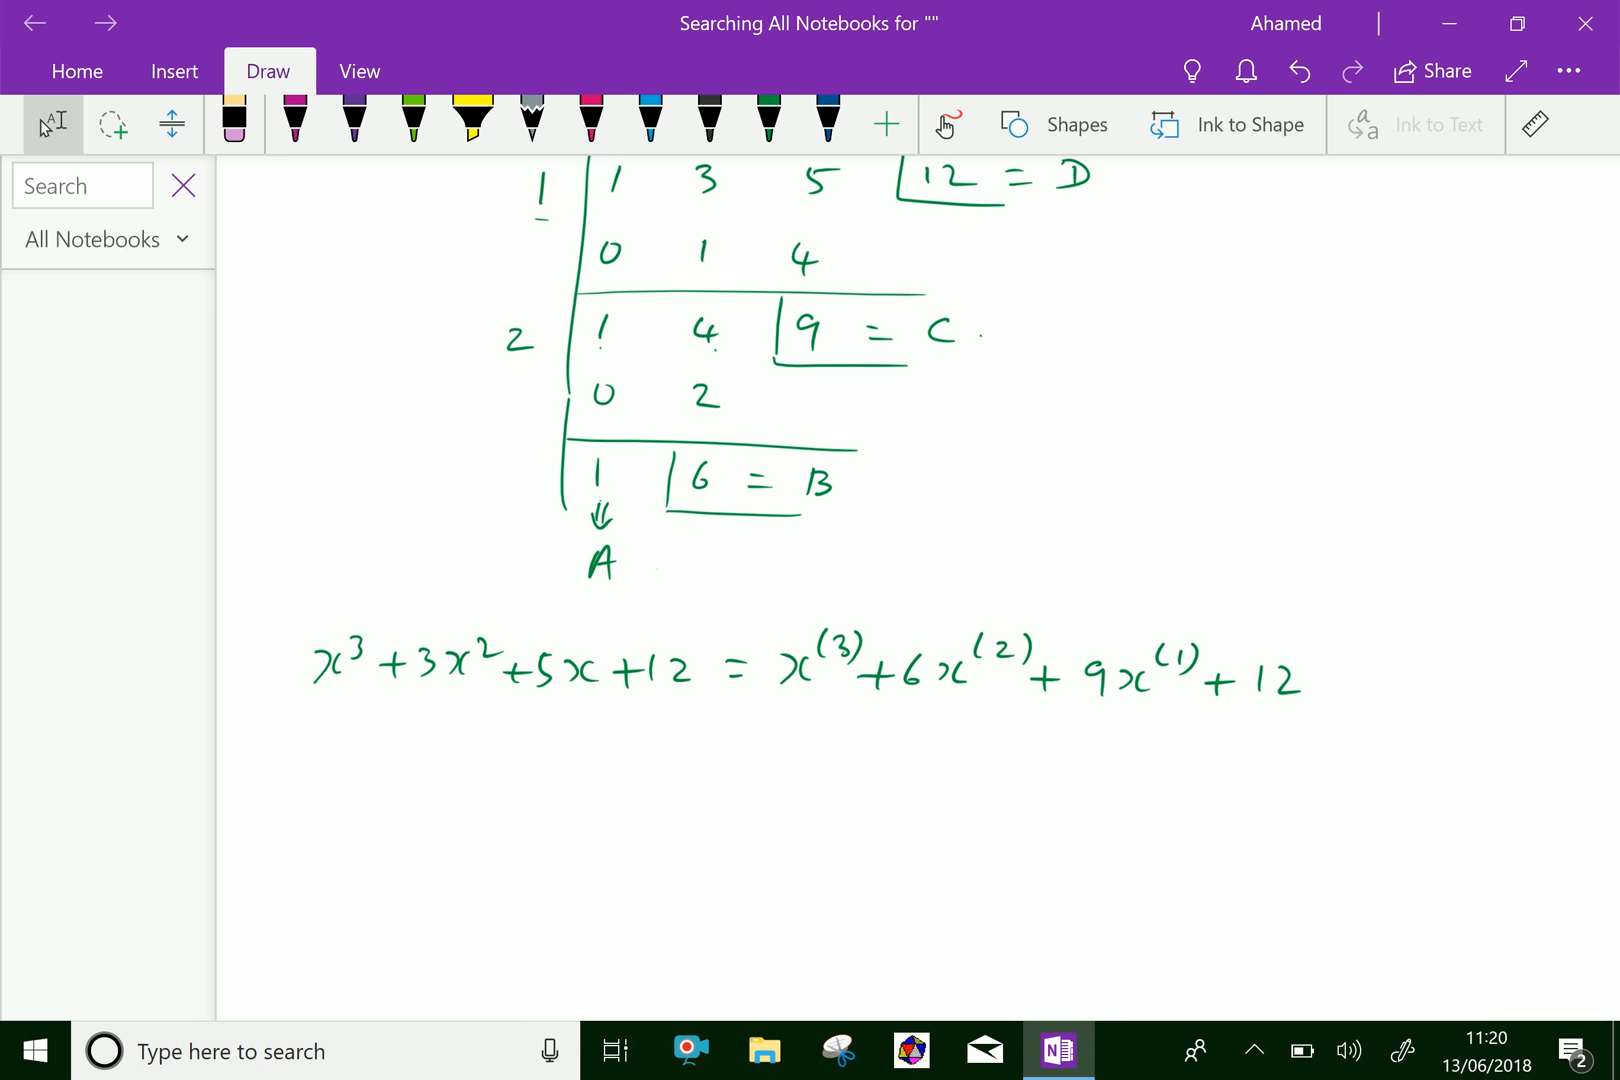 Searching All Notebooks for ""
Ahamed
Home Insert Draw View
Share
Shapes
Ink to Shape
Ink to Text
Search
All Notebooks
1 1 3 5 12 = D
0 1 4
2 1 4 9 = C
0 2
1 6 = B
A
x³ + 3x² + 5x + 12 = x⁽³⁾ + 6x⁽²⁾ + 9x⁽¹⁾ + 12
Type here to search
11:20
13/06/2018
2